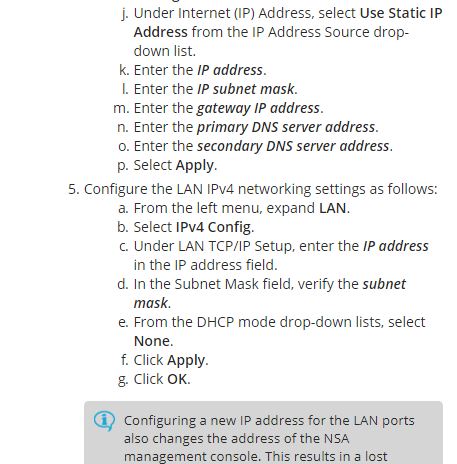 j. Under Internet (IP) Address, select Use Static IP
Address from the IP Address Source drop-
down list.
k. Enter the IP address.
l. Enter the IP subnet mask.
m. Enter the gateway IP address.
n. Enter the primary DNS server address.
o. Enter the secondary DNS server address.
p. Select Apply.
5. Configure the LAN IPv4 networking settings as follows:
a. From the left menu, expand LAN.
b. Select IPv4 Config.
c. Under LAN TCP/IP Setup, enter the IP address
in the IP address field.
d. In the Subnet Mask field, verify the subnet
mask.
e. From the DHCP mode drop-down lists, select
None.
f. Click Apply.
g. Click OK.
Configuring a new IP address for the LAN ports
also changes the address of the NSA
management console. This results in a lost